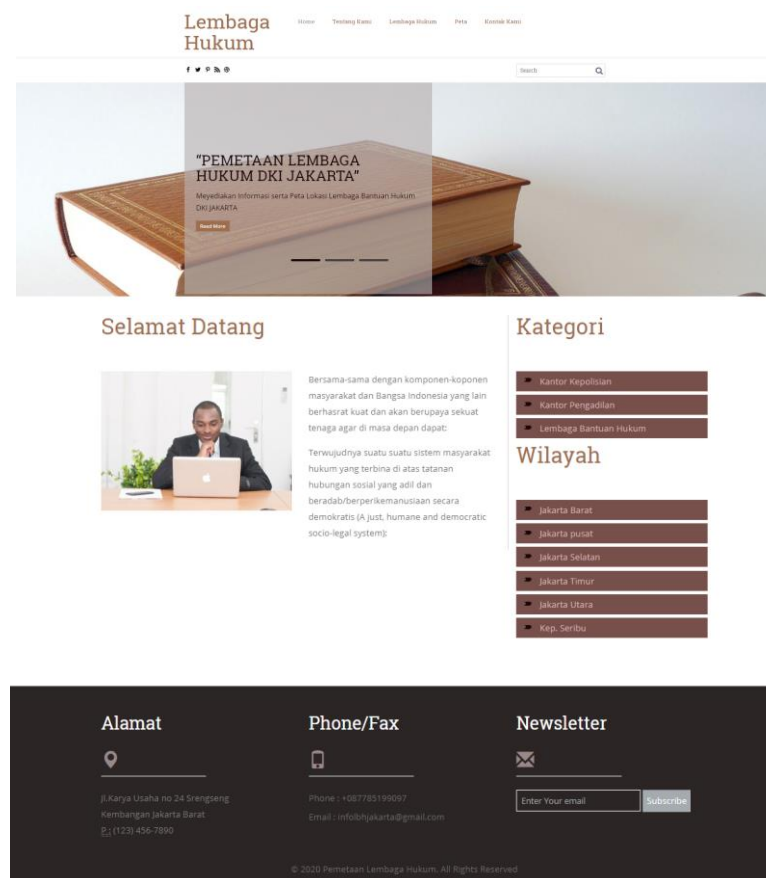 Lembaga
Hukum
Home Tentang Kami Lembaga Hukum Peta Kontak Kami
Search
"PEMETAAN LEMBAGA
HUKUM DKI JAKARTA"
Meyediakan Informasi serta Peta Lokasi Lembaga Bantuan Hukum
DKI JAKARTA
Read More
Selamat Datang
Bersama-sama dengan komponen-koponen
masyarakat dan Bangsa Indonesia yang lain
berhasrat kuat dan akan berupaya sekuat
tenaga agar di masa depan dapat:
Terwujudnya suatu suatu sistem masyarakat
hukum yang terbina di atas tatanan
hubungan sosial yang adil dan
beradab/berperikemanusiaan secara
demokratis (A just, humane and democratic
socio-legal system);
Kategori
Kantor Kepolisian
Kantor Pengadilan
Lembaga Bantuan Hukum
Wilayah
Jakarta Barat
Jakarta pusat
Jakarta Selatan
Jakarta Timur
Jakarta Utara
Kep. Seribu
Alamat
Jl.Karya Usaha no 24 Srengseng
Kembangan Jakarta Barat
P.: (123) 456-7890
Phone/Fax
Phone : +087785199097
Email : infolbhjakarta@gmail.com
Newsletter
Enter Your email
Subscribe
© 2020 Pemetaan Lembaga Hukum. All Rights Reserved